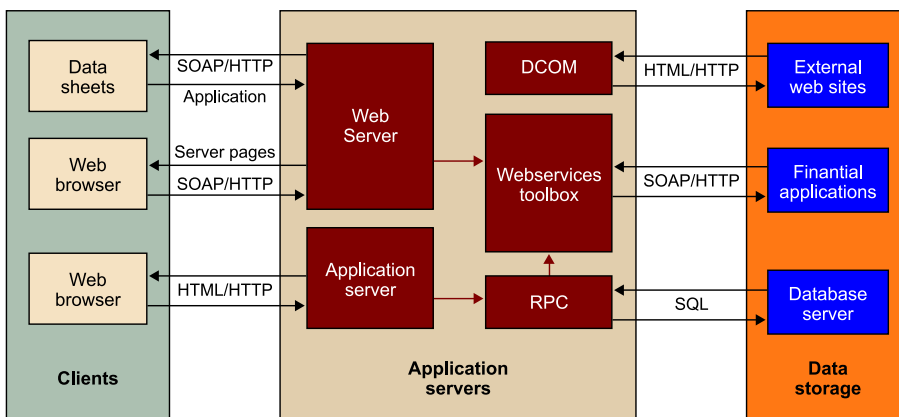 Data
sheets
SOAP/HTTP
Application
Web
browser
Server pages
SOAP/HTTP
Web
browser
HTML/HTTP
Clients
Web
Server
Application
server
DCOM
Webservices
toolbox
RPC
Application
servers
HTML/HTTP
SOAP/HTTP
SQL
External
web sites
Finantial
applications
Database
server
Data
storage